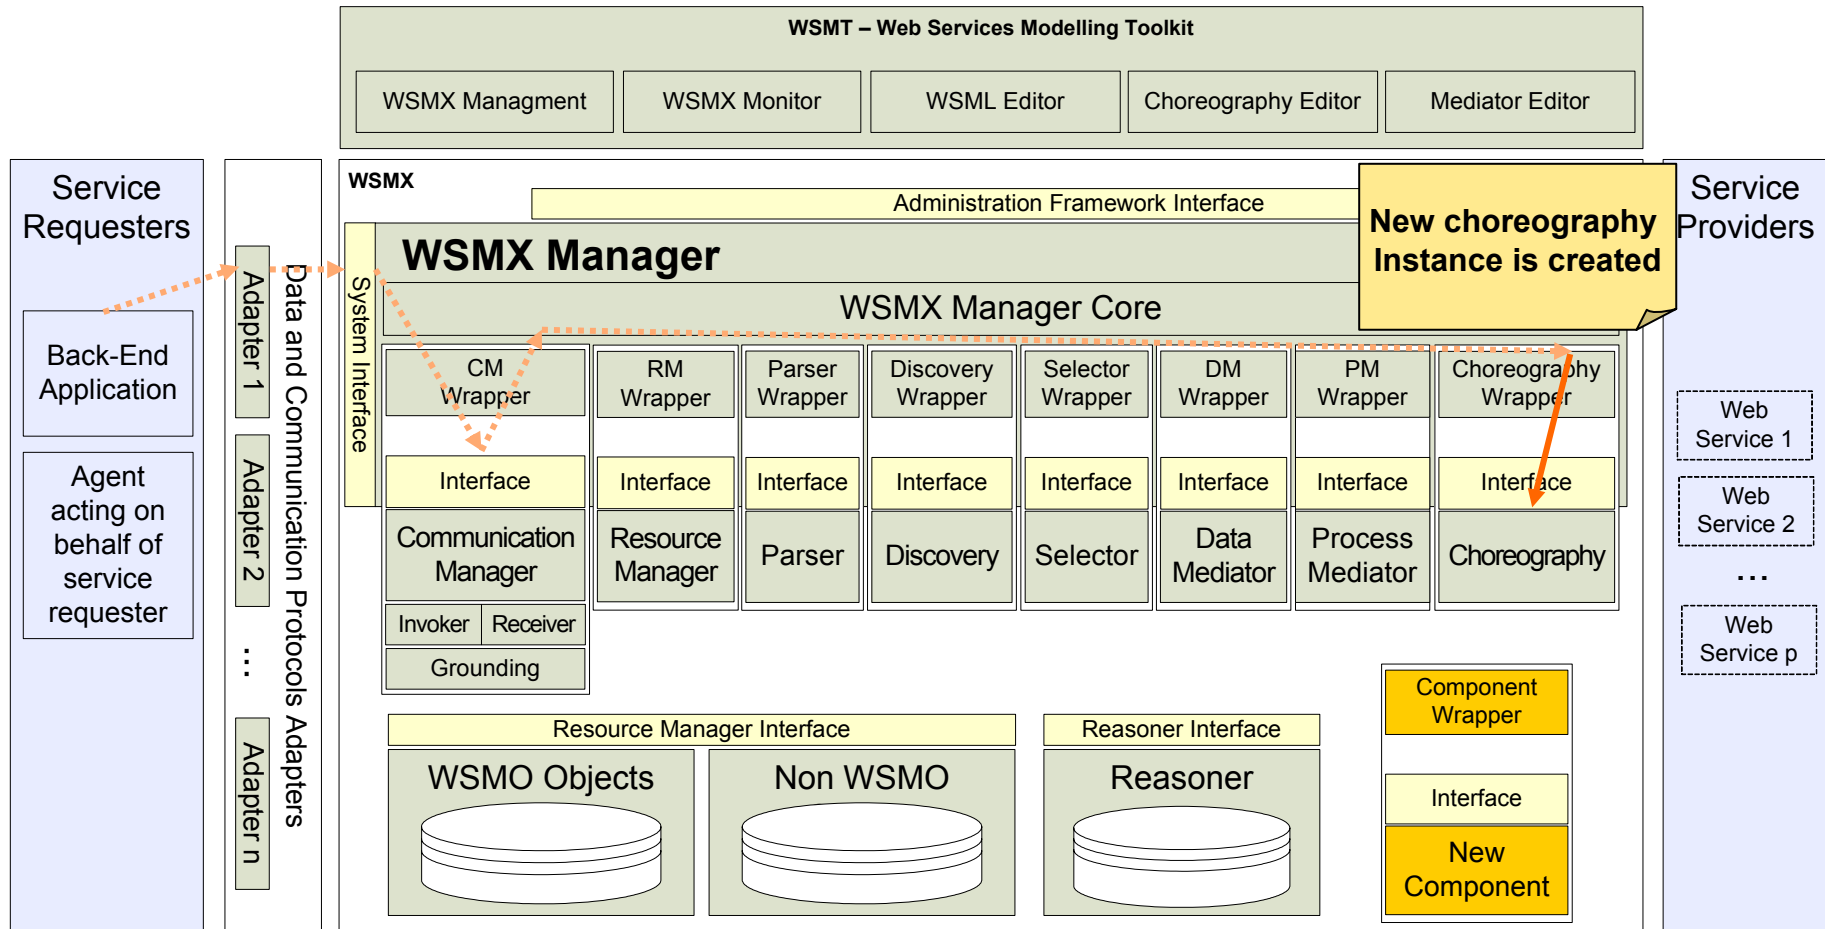 WSMT – Web Services Modelling Toolkit
WSMX Managment
WSMX Monitor
WSML Editor
Choreography Editor
Mediator Editor
Service
Requesters
Back-End
Application
Agent
acting on
behalf of
service
requester
Adapter 1
Adapter 2
...
Adapter n
Data and Communication Protocols Adapters
WSMX
Administration Framework Interface
System Interface
WSMX Manager
WSMX Manager Core
New choreography
Instance is created
CM
Wrapper
RM
Wrapper
Parser
Wrapper
Discovery
Wrapper
Selector
Wrapper
DM
Wrapper
PM
Wrapper
Choreography
Wrapper
Interface
Interface
Interface
Interface
Interface
Interface
Interface
Interface
Communication
Manager
Resource
Manager
Parser
Discovery
Selector
Data
Mediator
Process
Mediator
Choreography
Invoker
Receiver
Grounding
Resource Manager Interface
WSMO Objects
Non WSMO
Reasoner Interface
Reasoner
Component
Wrapper
Interface
New
Component
Service
Providers
Web
Service 1
Web
Service 2
...
Web
Service p